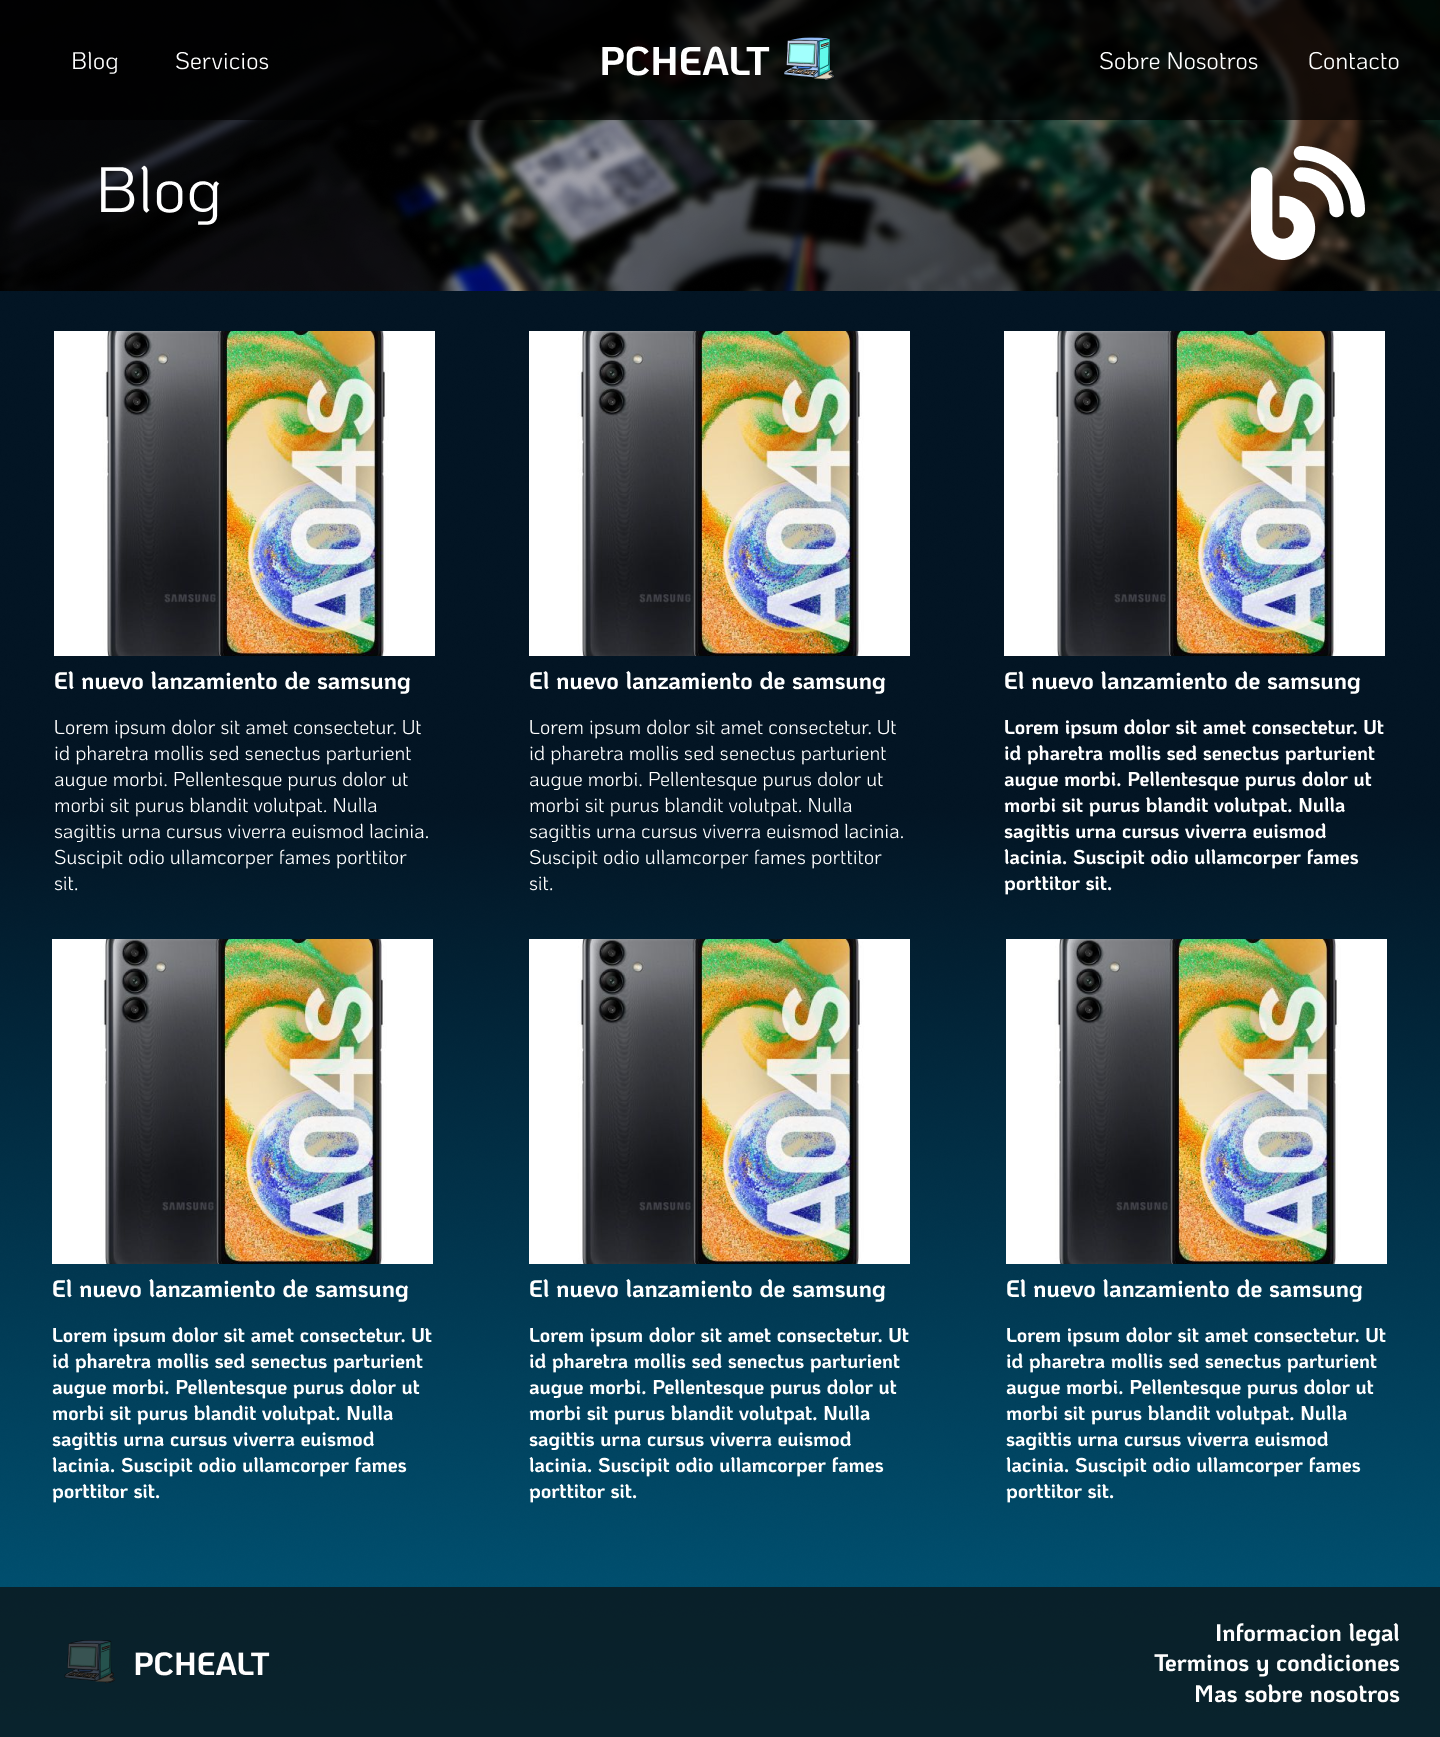 Blog
Servicios
PCHEALT
Sobre Nosotros
Contacto
Blog
SAMSUNG
A04s
SAMSUNG
A04s
SAMSUNG
A04s
El nuevo lanzamiento de samsung
Lorem ipsum dolor sit amet consectetur. Ut
id pharetra mollis sed senectus parturient
augue morbi. Pellentesque purus dolor ut
morbi sit purus blandit volutpat. Nulla
sagittis urna cursus viverra euismod lacinia.
Suscipit odio ullamcorper fames porttitor
sit.
El nuevo lanzamiento de samsung
Lorem ipsum dolor sit amet consectetur. Ut
id pharetra mollis sed senectus parturient
augue morbi. Pellentesque purus dolor ut
morbi sit purus blandit volutpat. Nulla
sagittis urna cursus viverra euismod lacinia.
Suscipit odio ullamcorper fames porttitor
sit.
El nuevo lanzamiento de samsung
Lorem ipsum dolor sit amet consectetur. Ut
id pharetra mollis sed senectus parturient
augue morbi. Pellentesque purus dolor ut
morbi sit purus blandit volutpat. Nulla
sagittis urna cursus viverra euismod
lacinia. Suscipit odio ullamcorper fames
porttitor sit.
SAMSUNG
A04s
SAMSUNG
A04s
SAMSUNG
A04s
El nuevo lanzamiento de samsung
Lorem ipsum dolor sit amet consectetur. Ut
id pharetra mollis sed senectus parturient
augue morbi. Pellentesque purus dolor ut
morbi sit purus blandit volutpat. Nulla
sagittis urna cursus viverra euismod
lacinia. Suscipit odio ullamcorper fames
porttitor sit.
El nuevo lanzamiento de samsung
Lorem ipsum dolor sit amet consectetur. Ut
id pharetra mollis sed senectus parturient
augue morbi. Pellentesque purus dolor ut
morbi sit purus blandit volutpat. Nulla
sagittis urna cursus viverra euismod
lacinia. Suscipit odio ullamcorper fames
porttitor sit.
El nuevo lanzamiento de samsung
Lorem ipsum dolor sit amet consectetur. Ut
id pharetra mollis sed senectus parturient
augue morbi. Pellentesque purus dolor ut
morbi sit purus blandit volutpat. Nulla
sagittis urna cursus viverra euismod
lacinia. Suscipit odio ullamcorper fames
porttitor sit.
PCHEALT
Informacion legal
Terminos y condiciones
Mas sobre nosotros